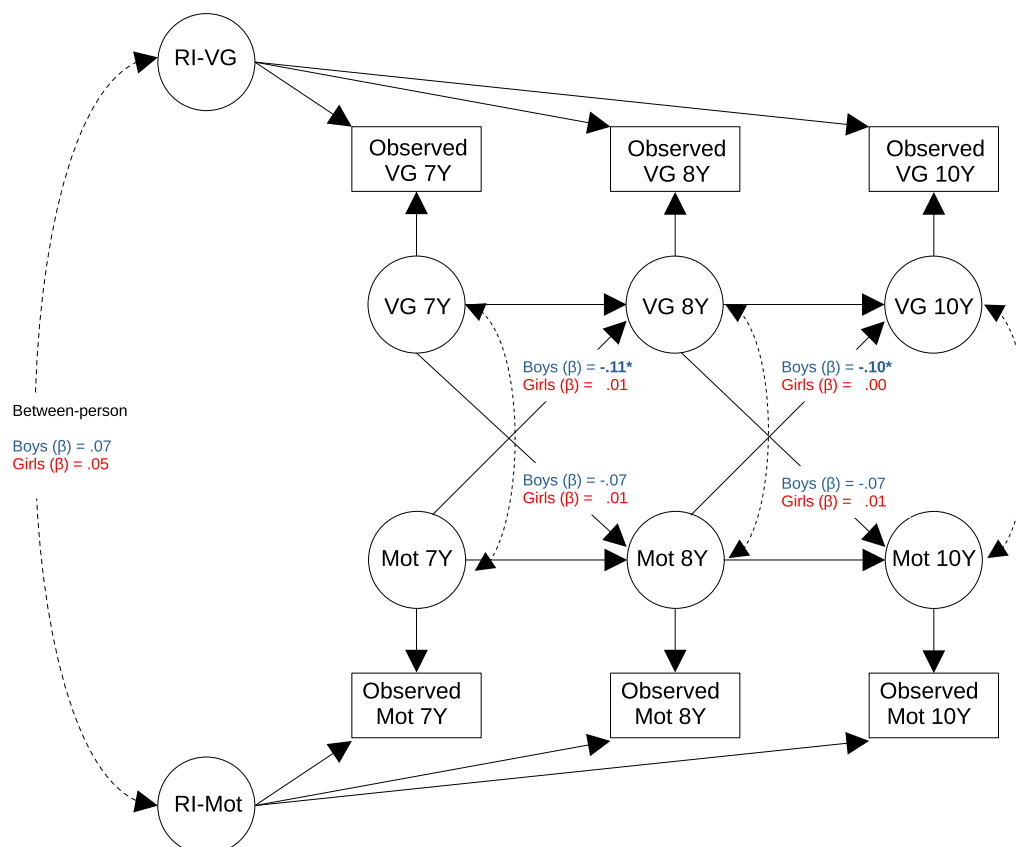 RI-VG
Observed
VG 7Y
Observed
VG 8Y
Observed
VG 10Y
VG 7Y
VG 8Y
VG 10Y
Boys (β) = -.11*
Girls (β) =   .01
Boys (β) = -.10*
Girls (β) =   .00
Between-person
Boys (β) = .07
Girls (β) = .05
Boys (β) = -.07
Girls (β) =   .01
Boys (β) = -.07
Girls (β) =   .01
Mot 7Y
Mot 8Y
Mot 10Y
Observed
Mot 7Y
Observed
Mot 8Y
Observed
Mot 10Y
RI-Mot